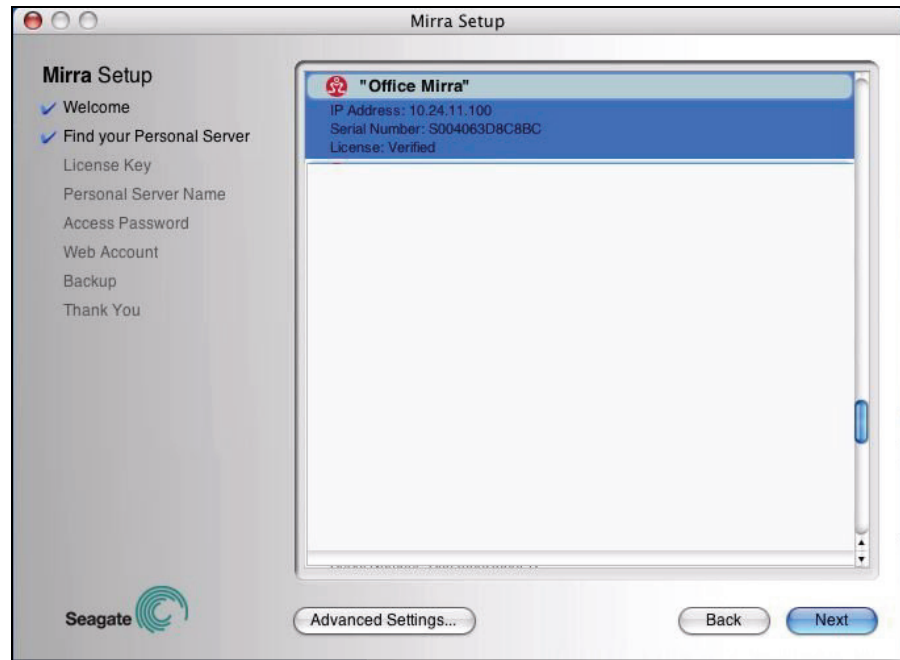 Mirra Setup
Mirra Setup
Welcome
Find your Personal Server
License Key
Personal Server Name
Access Password
Web Account
Backup
Thank You
"Office Mirra"
IP Address: 10.24.11.100
Serial Number: S004063D8C8BC
License: Verified
Seagate
Advanced Settings...
Back
Next